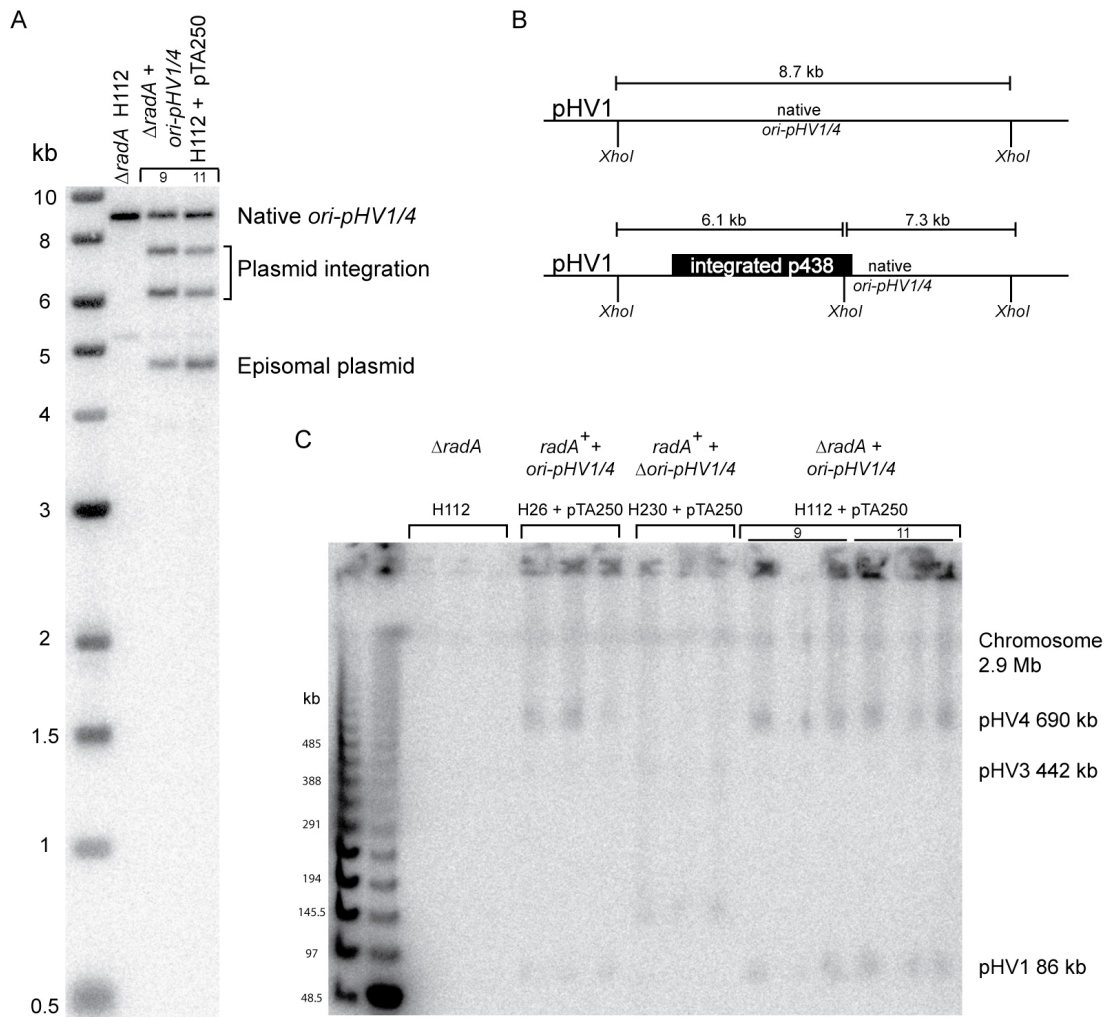 A
ΔradA H112
ΔradA +
ori-pHV1/4
H112 + pTA250
9
11
kb
10
8
6
5
4
3
2
1.5
1
0.5
Native ori-pHV1/4
Plasmid integration
Episomal plasmid
B
8.7 kb
pHV1
native
ori-pHV1/4
XhoI
XhoI
6.1 kb
7.3 kb
pHV1
integrated p438
native
ori-pHV1/4
XhoI
XhoI
XhoI
C
ΔradA
radA+ +
ori-pHV1/4
radA+ +
Δori-pHV1/4
ΔradA +
ori-pHV1/4
H112
H26 + pTA250
H230 + pTA250
H112 + pTA250
9
11
kb
485
388
291
194
145.5
97
48.5
Chromosome
2.9 Mb
pHV4 690 kb
pHV3 442 kb
pHV1 86 kb